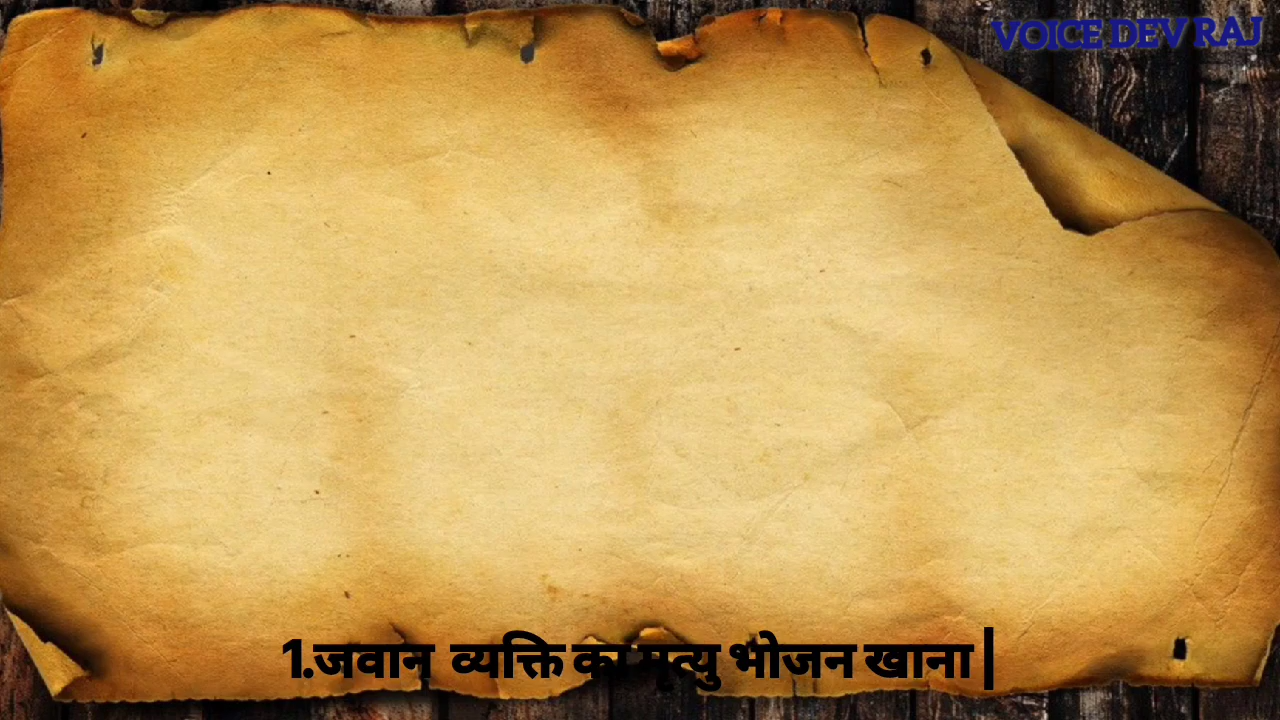 VOICE DEV RAJ
1.जवान व्यक्ति का मृत्यु भोजन खाना |